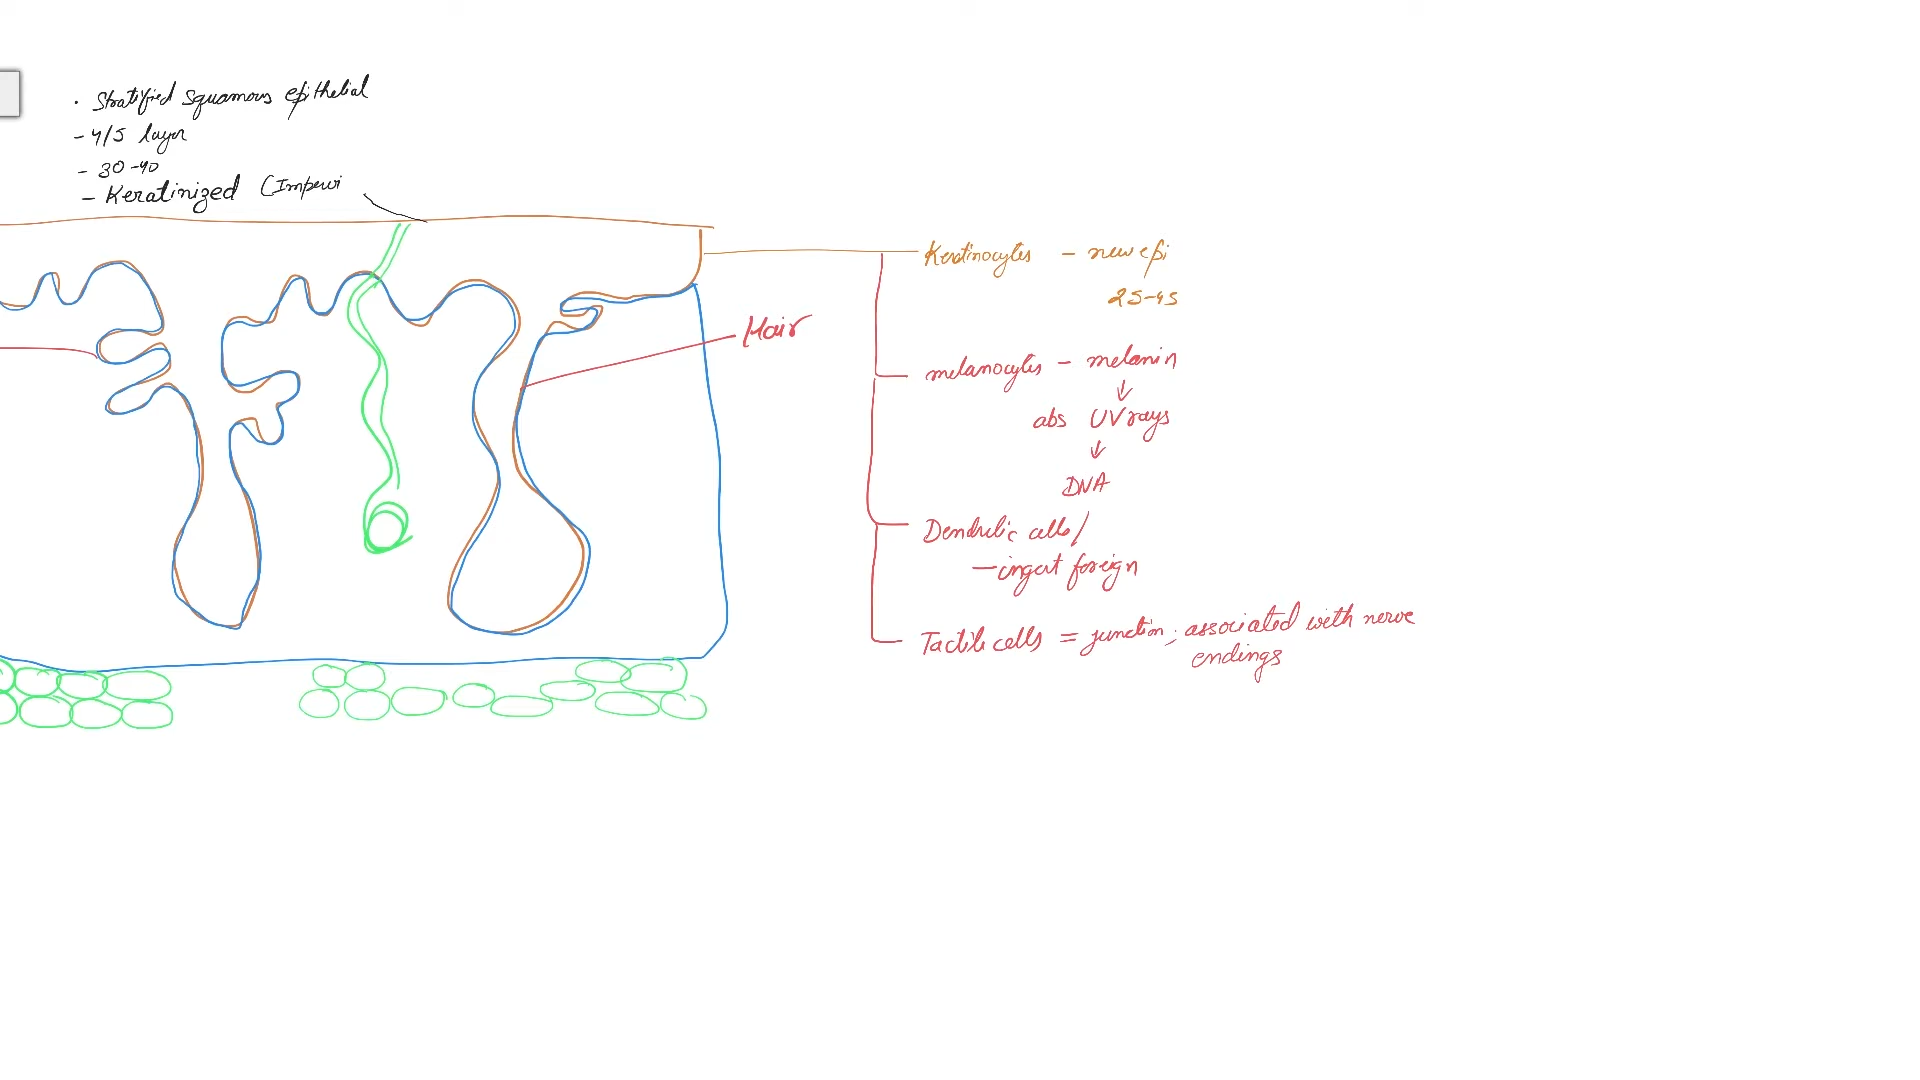 · Stratified squamous epithelial
- 4/5 layer
- 30-40
- Keratinized (Impervi
Keratinocytes - new epi
25-45
Hair
melanocytes - melanin
↓
abs UV rays
↓
DNA
Dendritic cells/
- ingest foreign
Tactile cells = junction; associated with nerve
endings